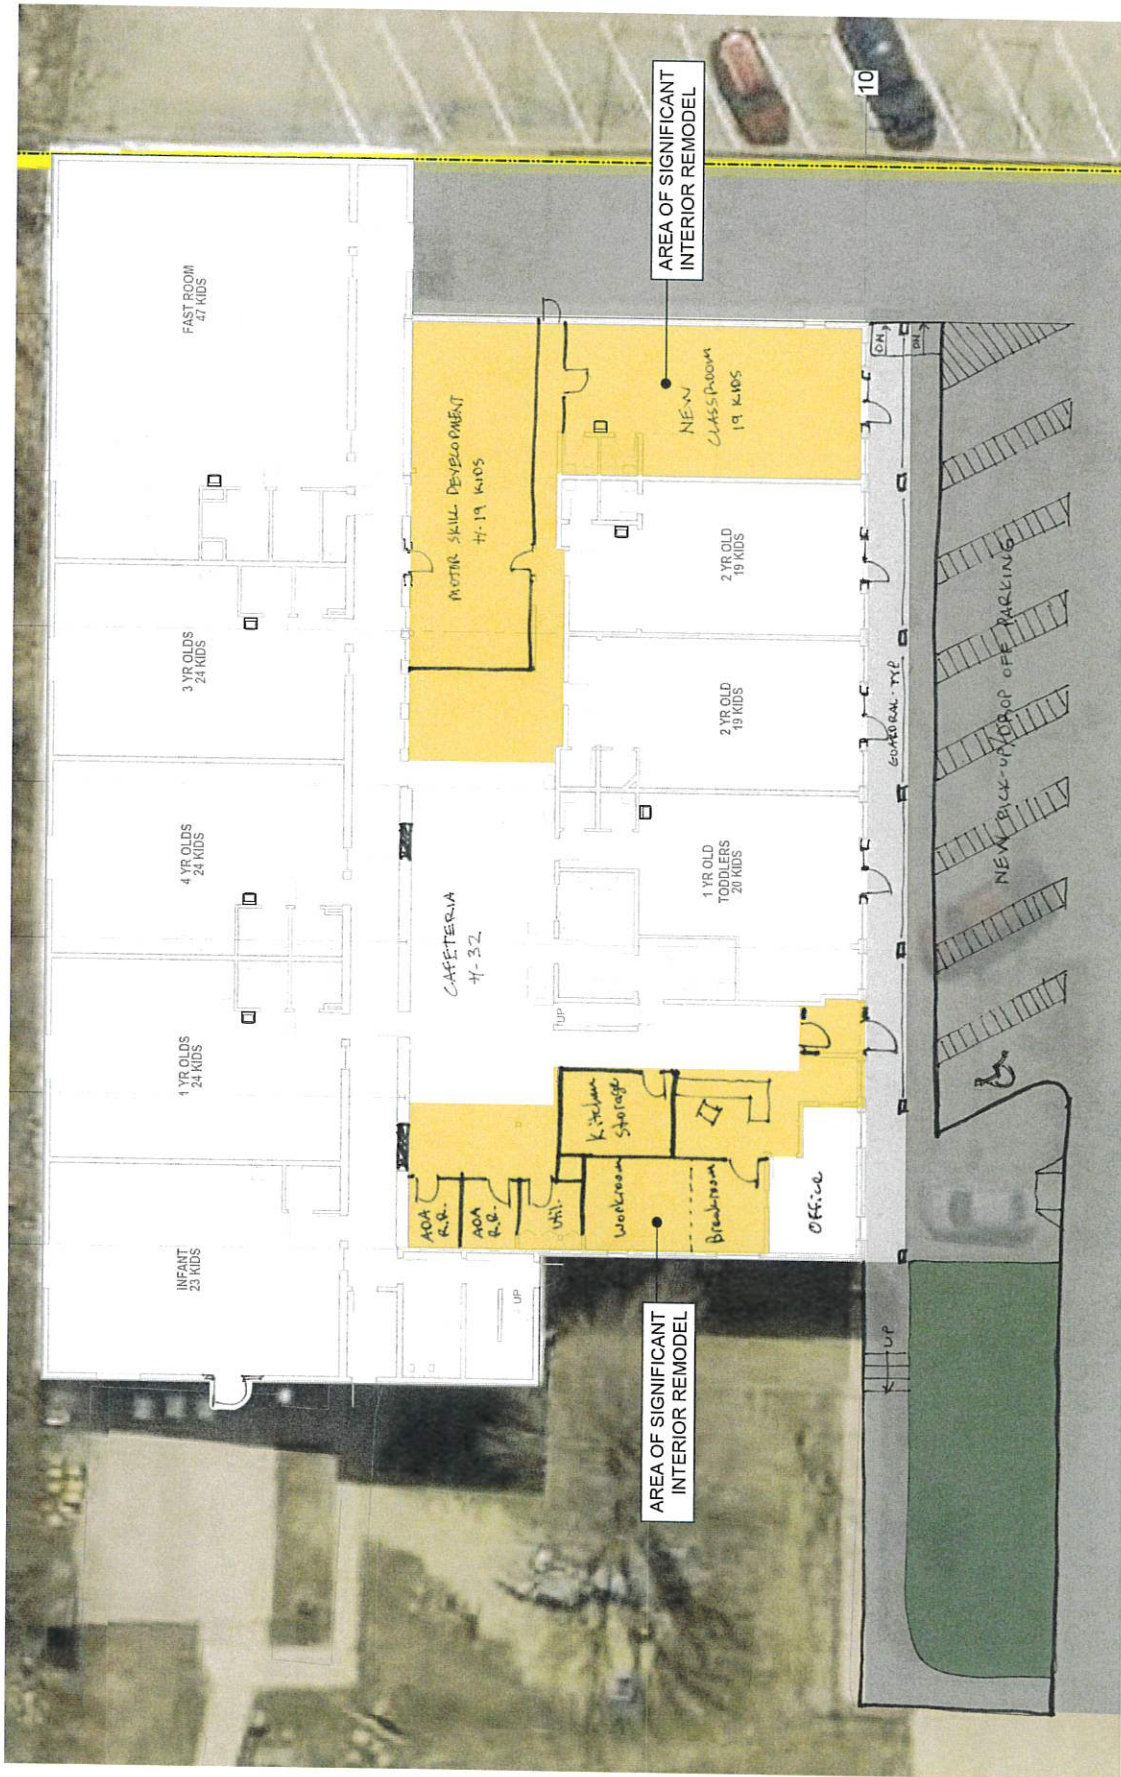 INFANT
23 KIDS
1 YR OLDS
24 KIDS
4 YR OLDS
24 KIDS
3 YR OLDS
24 KIDS
FAST ROOM
47 KIDS
UP
ADA
R.R.
ADA
R.R.
Util.
CAFETERIA
+/- 32
MOTOR SKILL DEVELOPMENT
+/- 19 KIDS
Workroom
Breakroom
Kitchen
Storage
UP
Office
1 YR OLD
TODDLERS
20 KIDS
2 YR OLD
19 KIDS
2 YR OLD
19 KIDS
NEW
CLASSROOM
19 KIDS
AREA OF SIGNIFICANT
INTERIOR REMODEL
AREA OF SIGNIFICANT
INTERIOR REMODEL
10
UP
GUARDRAIL - TYP
DN
DN
NEW PICK-UP/DROP OFF PARKING